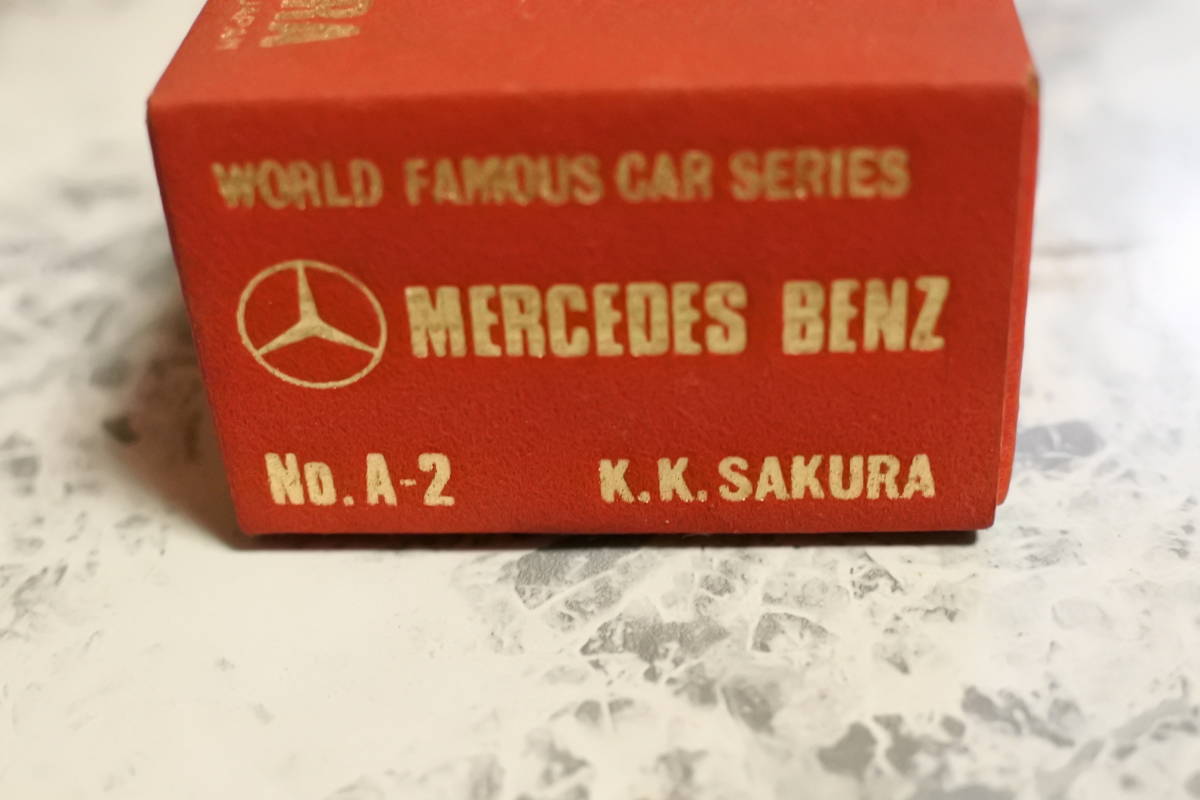 WORLD FAMOUS CAR SERIES
MERCEDES BENZ
No. A-2
K.K. SAKURA